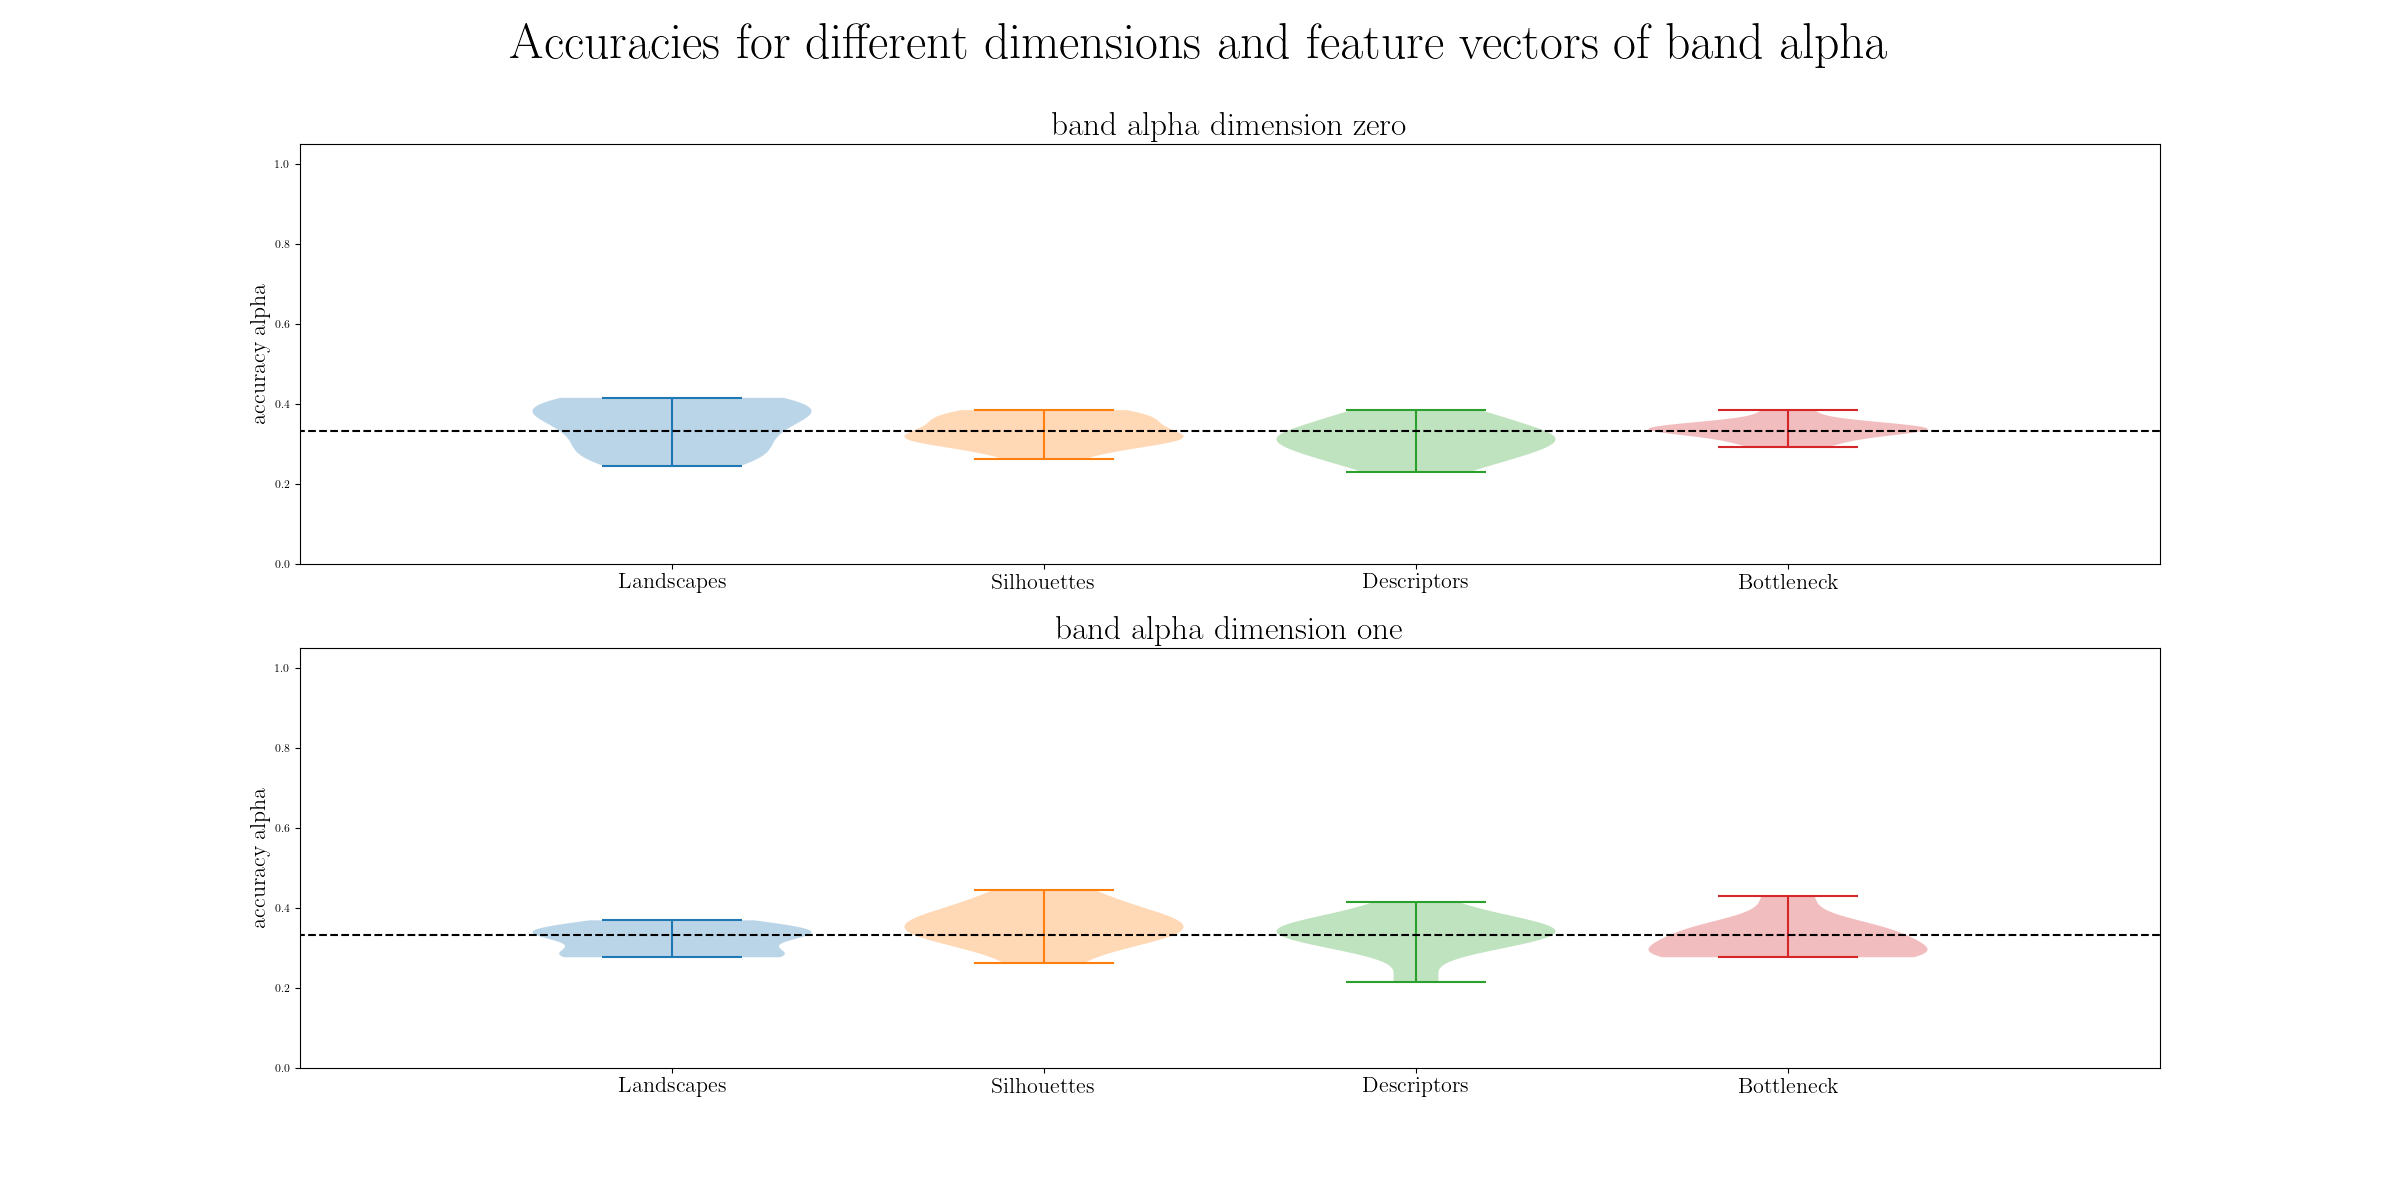 Accuracies for different dimensions and feature vectors of band alpha
band alpha dimension zero
1.0
0.8
0.6
0.4
0.2
0.0
accuracy alpha
Landscapes Silhouettes Descriptors Bottleneck
band alpha dimension one
1.0
0.8
0.6
0.4
0.2
0.0
accuracy alpha
Landscapes Silhouettes Descriptors Bottleneck